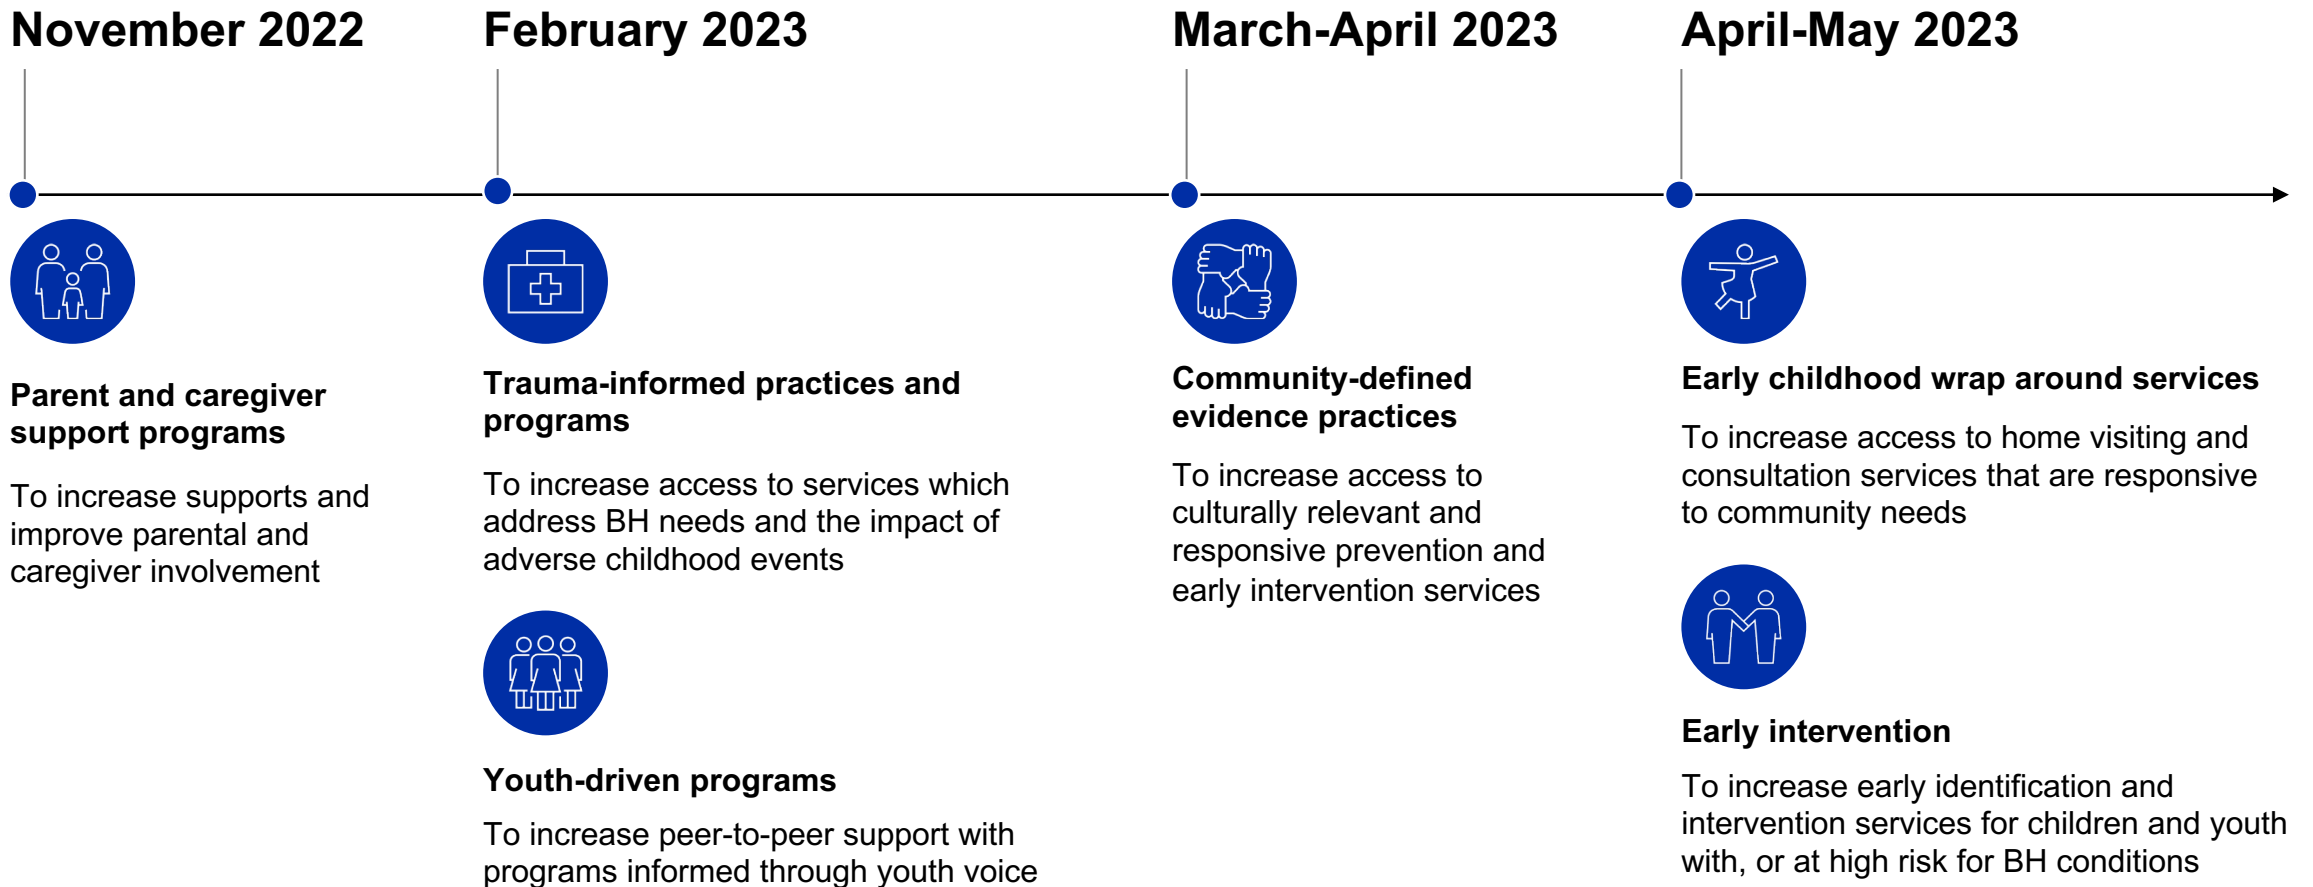 November 2022
February 2023
March-April 2023
April-May 2023
Parent and caregiver
support programs
To increase supports and
improve parental and
caregiver involvement
Trauma-informed practices and
programs
To increase access to services which
address BH needs and the impact of
adverse childhood events
Youth-driven programs
To increase peer-to-peer support with
programs informed through youth voice
Community-defined
evidence practices
To increase access to
culturally relevant and
responsive prevention and
early intervention services
Early childhood wrap around services
To increase access to home visiting and
consultation services that are responsive
to community needs
Early intervention
To increase early identification and
intervention services for children and youth
with, or at high risk for BH conditions